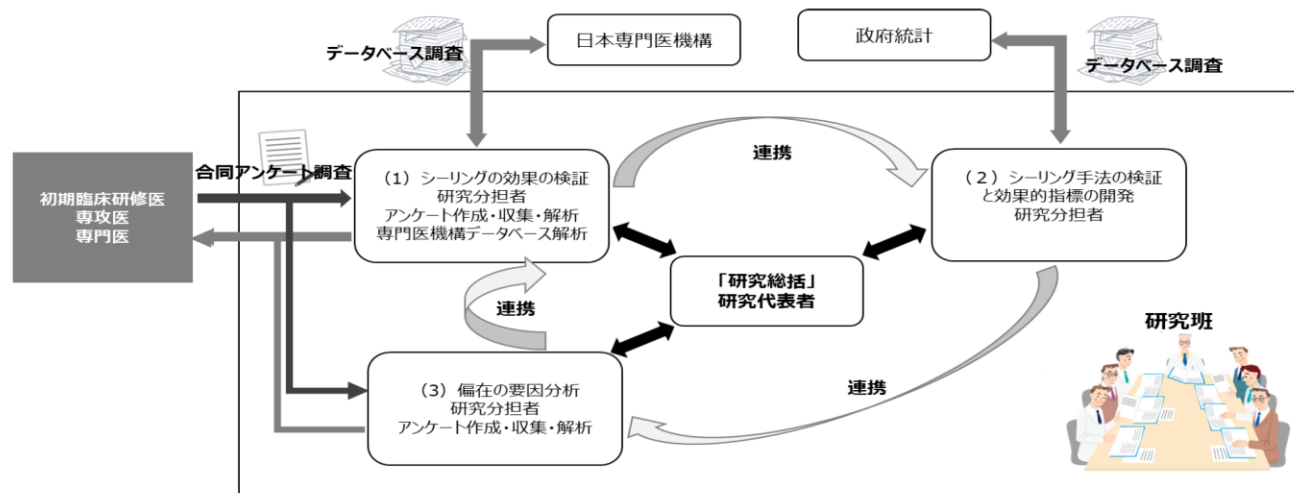 日本専門医機構
政府統計
データベース調査
データベース調査
合同アンケート調査
初期臨床研修医
専攻医
専門医
（1）シーリングの効果の検証
研究分担者
アンケート作成・収集・解析
専門医機構データベース解析
連携
（２）シーリング手法の検証
と効果的指標の開発
研究分担者
「研究総括」
研究代表者
連携
研究班
（3）偏在の要因分析
研究分担者
アンケート作成・収集・解析
連携